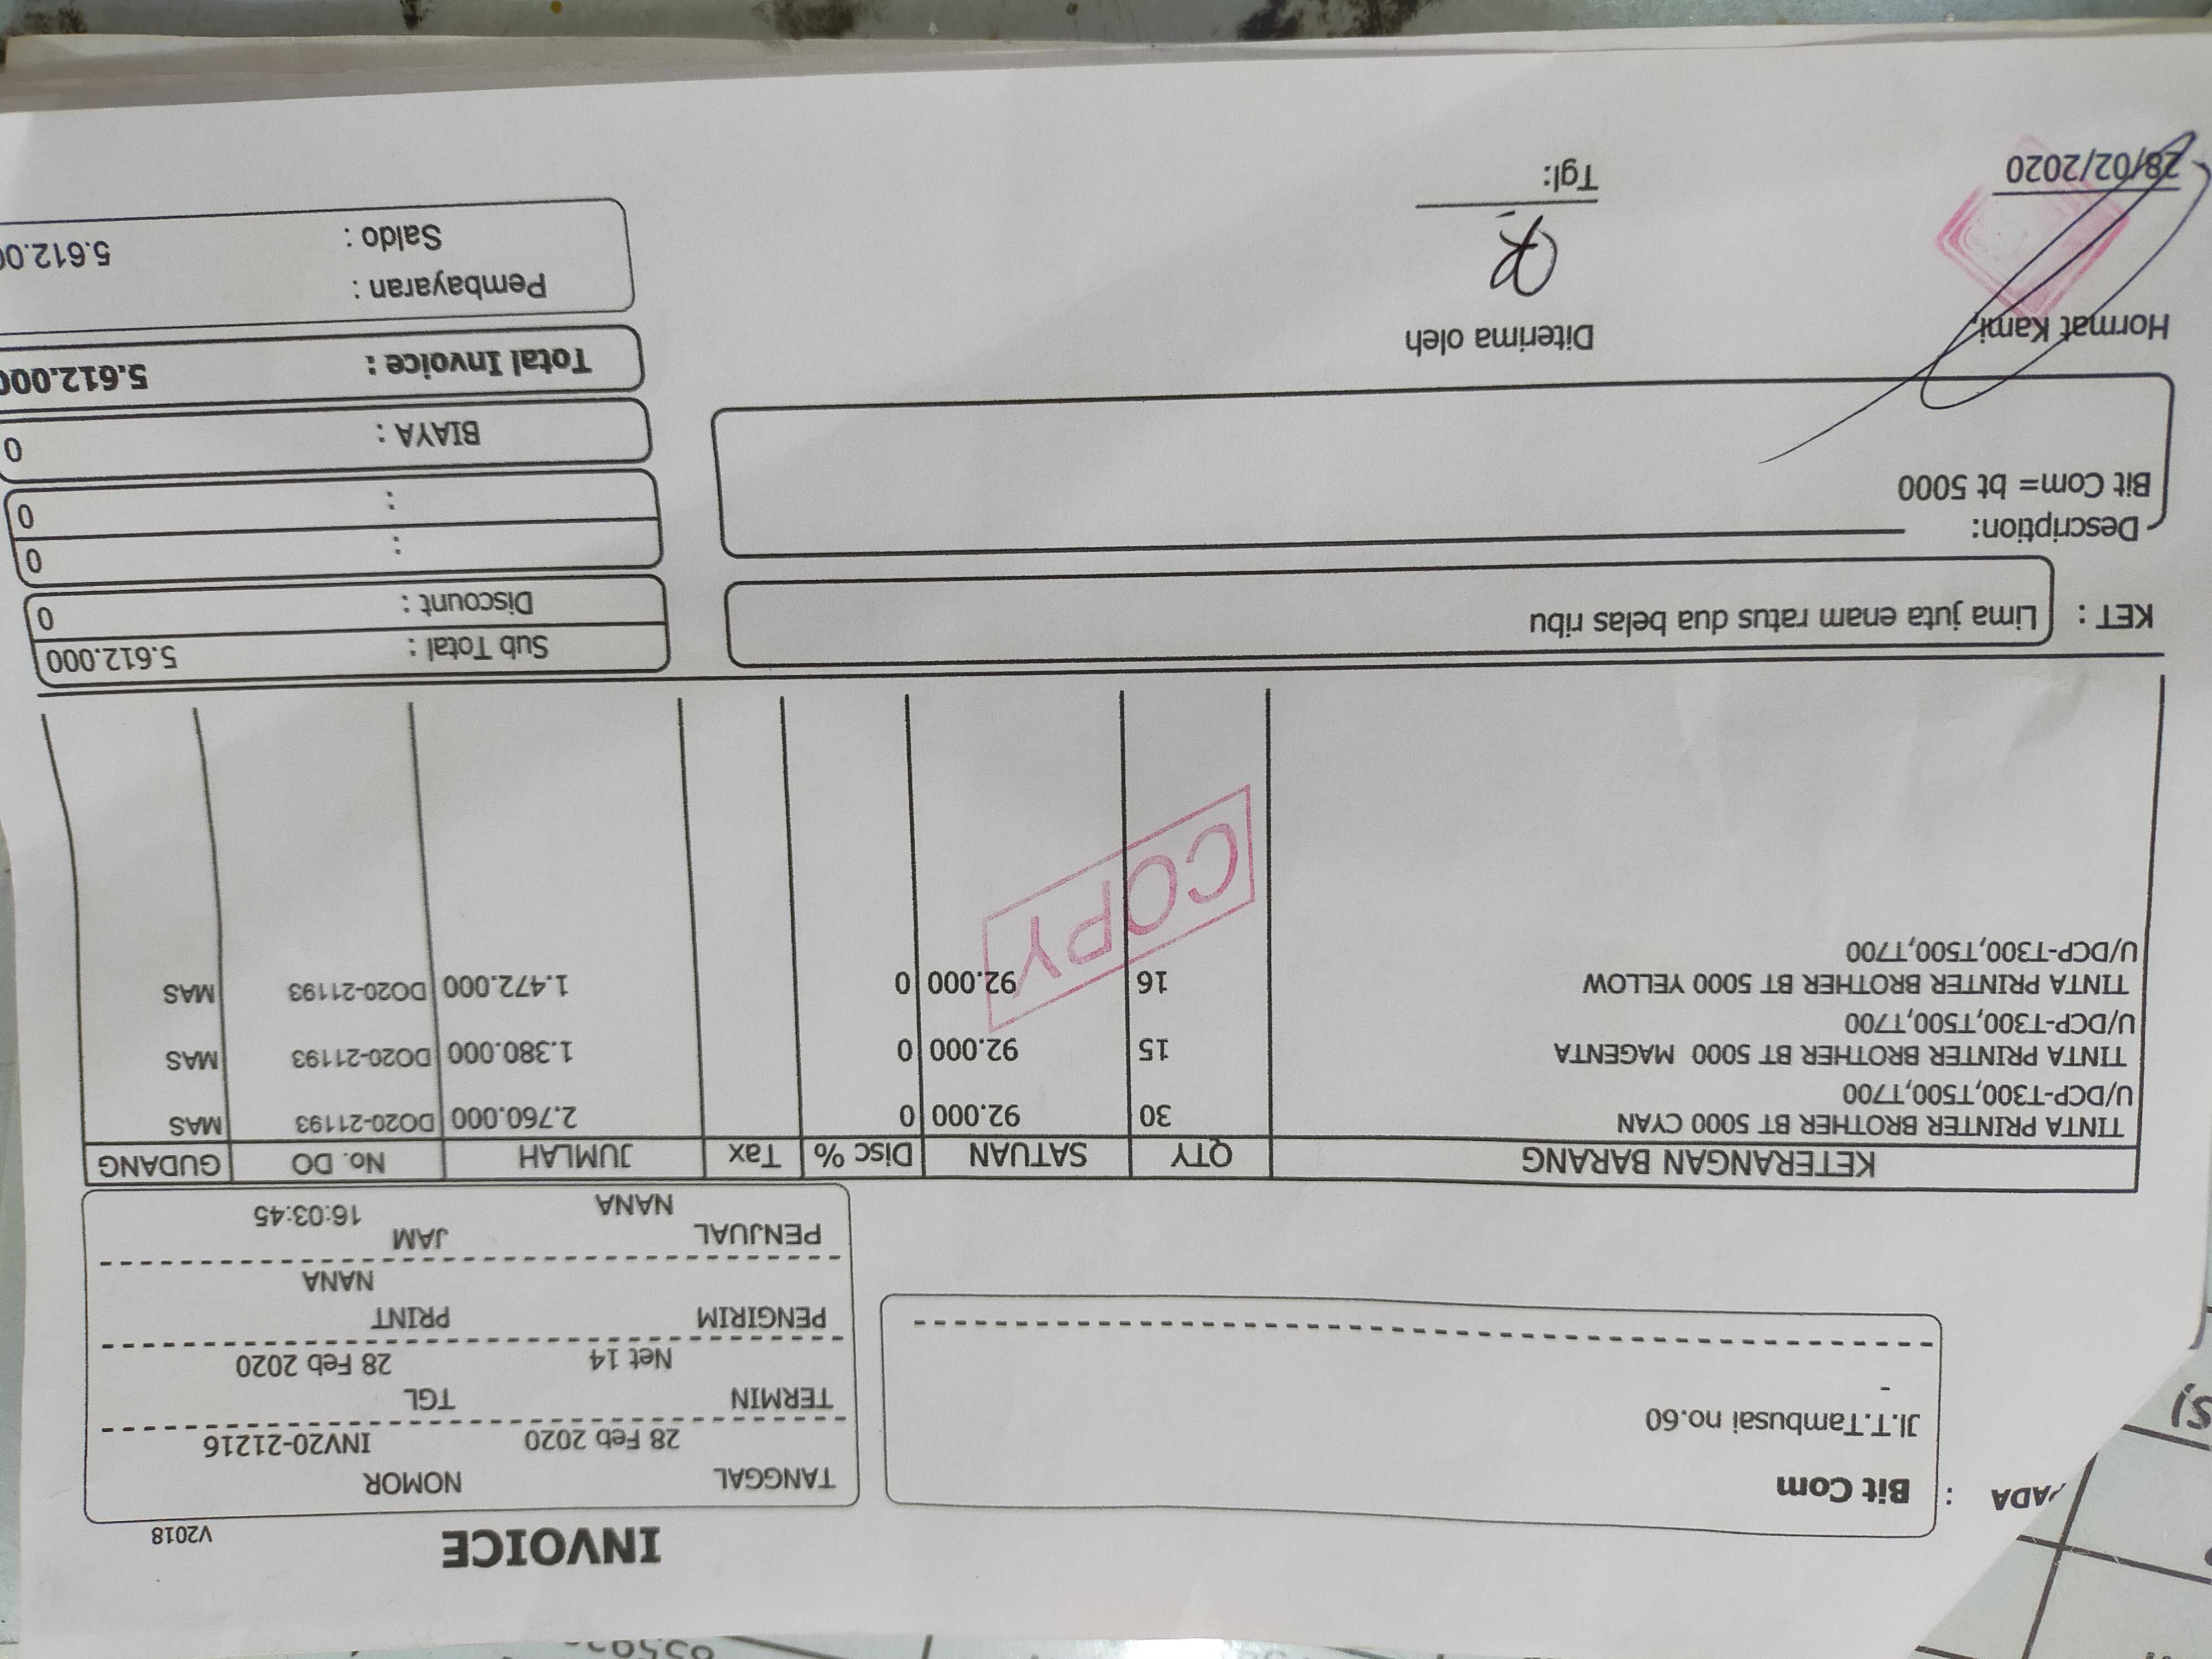 INVOICE
V2018
: Bit Com
Jl.T.Tambusai no.60
-
TANGGAL NOMOR
28 Feb 2020 INV20-21216
TERMIN TGL
Net 14 28 Feb 2020
PENGIRIM PRINT
NANA
PENJUAL JAM
NANA 16:03:45
KETERANGAN BARANG QTY SATUAN Disc % Tax JUMLAH No. DO GUDANG
TINTA PRINTER BROTHER BT 5000 CYAN 30 92.000 0 2.760.000 DO20-21193 MAS
U/DCP-T300,T500,T700
TINTA PRINTER BROTHER BT 5000 MAGENTA 15 92.000 0 1.380.000 DO20-21193 MAS
U/DCP-T300,T500,T700
TINTA PRINTER BROTHER BT 5000 YELLOW 16 92.000 0 1.472.000 DO20-21193 MAS
U/DCP-T300,T500,T700
COPY
KET : Lima juta enam ratus dua belas ribu
Sub Total : 5.612.000
Discount : 0
: 0
: 0
BIAYA : 0
Total Invoice : 5.612.000
Pembayaran :
Saldo : 5.612.00
Description:
Bit Com= bt 5000
Hormat Kami,
28/02/2020
Diterima oleh
Tgl: